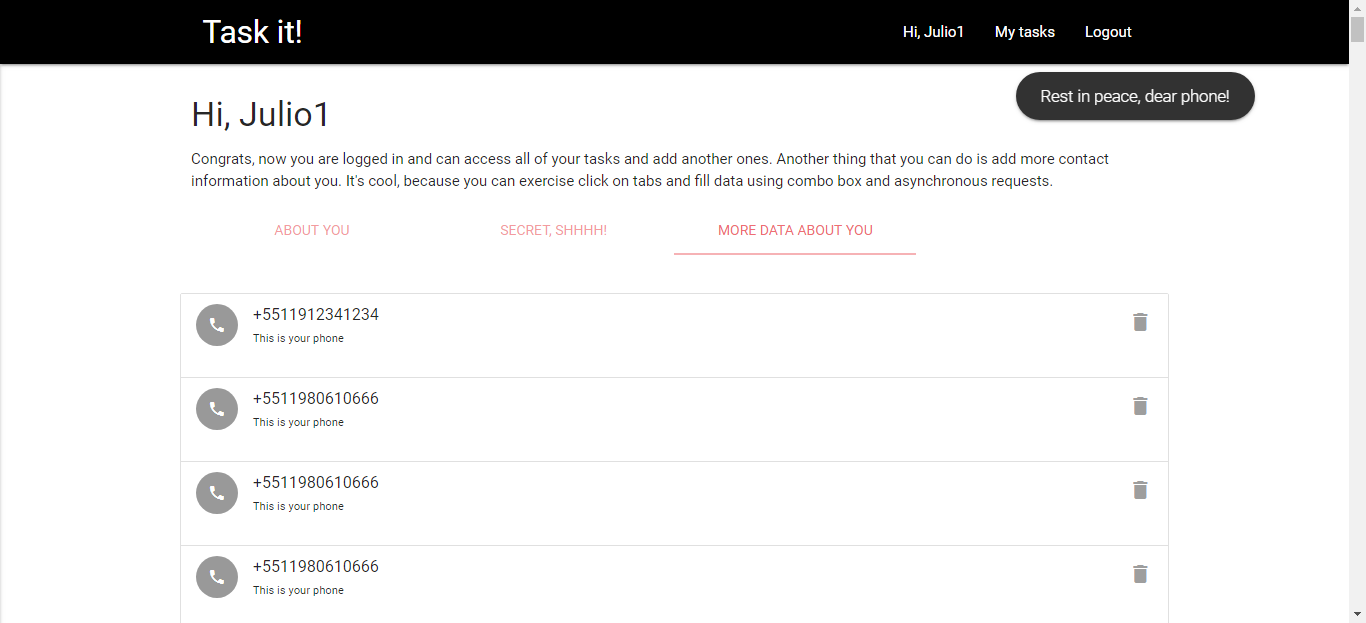 Task it!
Hi, Julio1 My tasks Logout
Rest in peace, dear phone!
Hi, Julio1
Congrats, now you are logged in and can access all of your tasks and add another ones. Another thing that you can do is add more contact
information about you. It's cool, because you can exercise click on tabs and fill data using combo box and asynchronous requests.
ABOUT YOU SECRET, SHHHH! MORE DATA ABOUT YOU
+5511912341234
This is your phone
+5511980610666
This is your phone
+5511980610666
This is your phone
+5511980610666
This is your phone